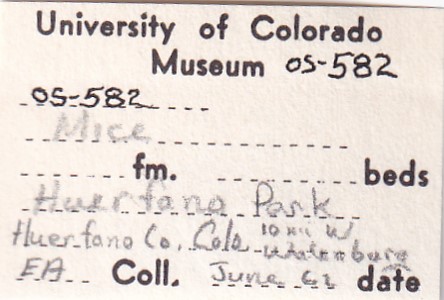 University of Colorado
Museum OS-582
OS-582
Mice
fm. beds
Huerfano Park
Huerfano Co. Colo 10 mi W
EA Coll. June 62 date